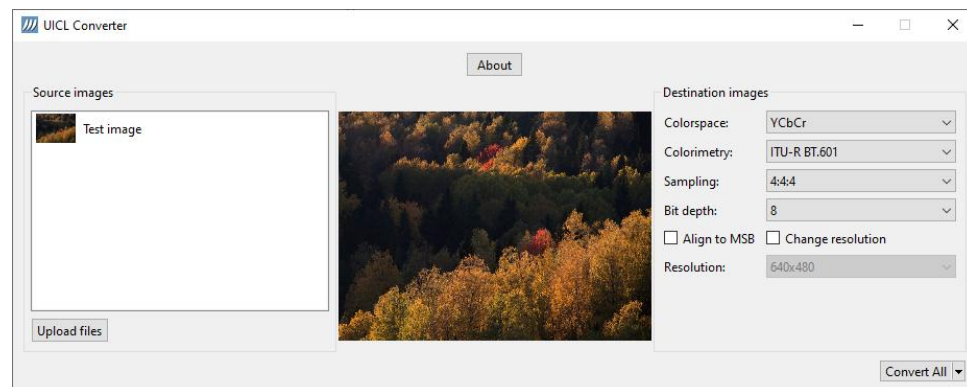 UICL Converter
About
Source images
Test image
Upload files
Destination images
Colorspace: YCbCr
Colorimetry: ITU-R BT.601
Sampling: 4:4:4
Bit depth: 8
Align to MSB Change resolution
Resolution: 640x480
Convert All